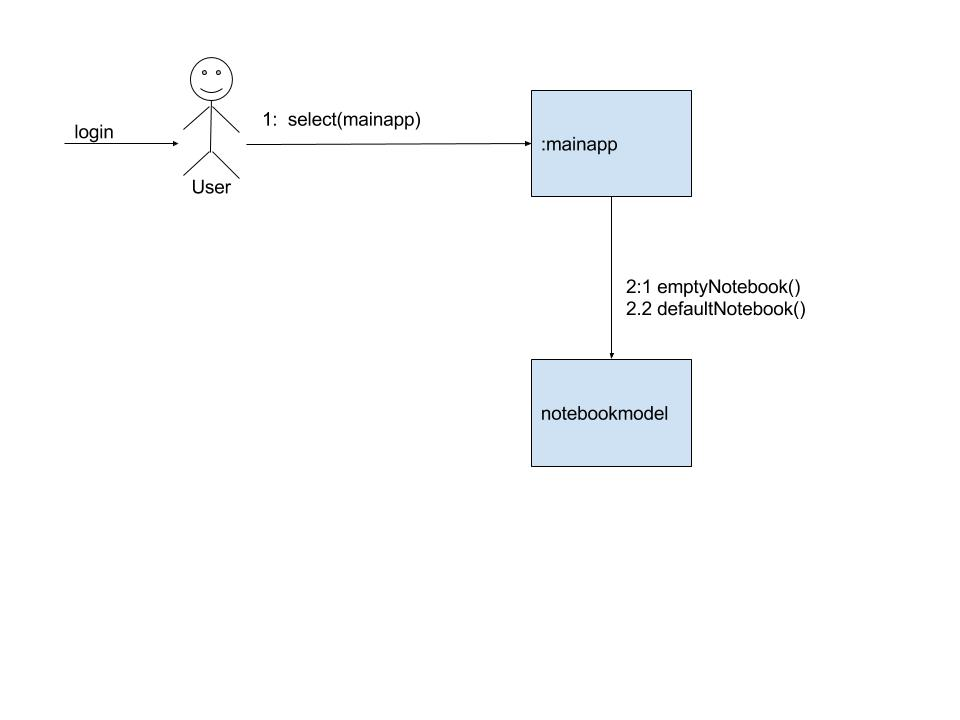 login
1:  select(mainapp)
:mainapp
User
2:1 emptyNotebook()
2.2 defaultNotebook()
notebookmodel